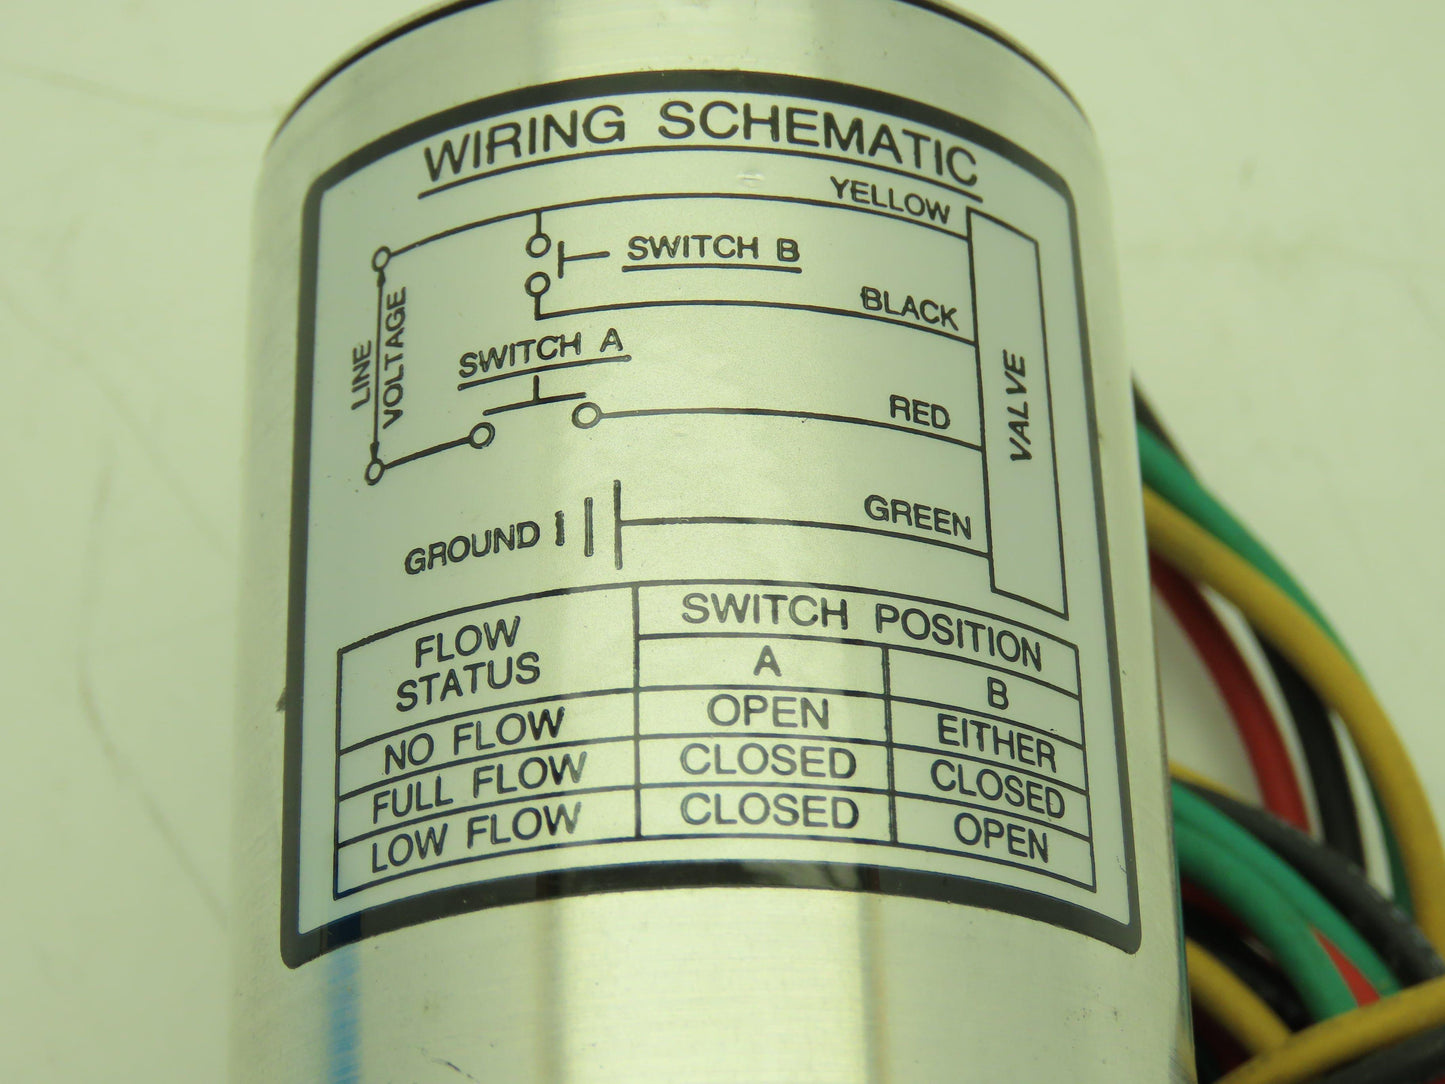 WIRING SCHEMATIC
YELLOW
SWITCH B
BLACK
LINE
VOLTAGE
SWITCH A
RED
VALVE
GREEN
GROUND
FLOW
STATUS
SWITCH POSITION
A
B
NO FLOW OPEN EITHER
FULL FLOW CLOSED CLOSED
LOW FLOW CLOSED OPEN